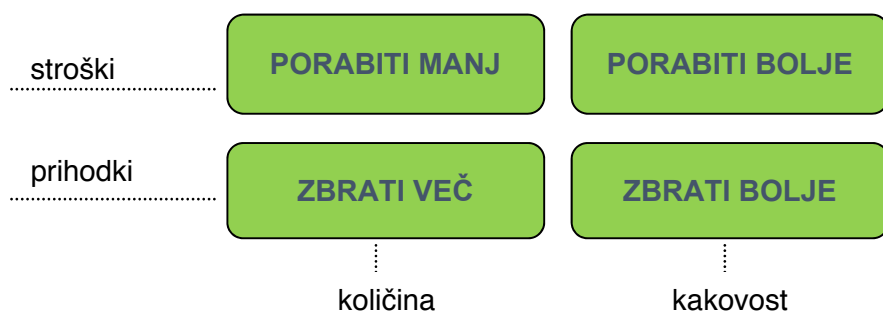 stroški
PORABITI MANJ
PORABITI BOLJE
prihodki
ZBRATI VEČ
ZBRATI BOLJE
količina
kakovost